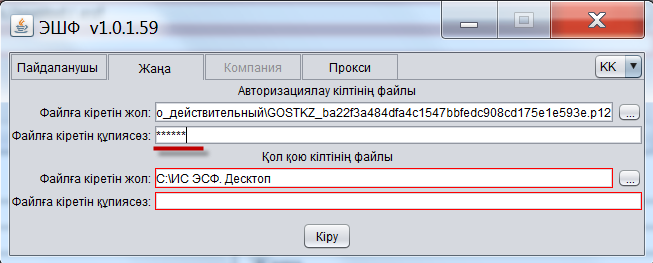 ЭШФ v1.0.1.59
Пайдаланушы Жаңа Компания Прокси KK
Авторизациялау кілтінің файлы
Файлға кіретін жол: о_действительный\GOSTKZ_ba22f3a484dfa4c1547bbfedc908cd175e1e593e.p12 ...
Файлға кіретін құпиясөз: ******
Қол қою кілтінің файлы
Файлға кіретін жол: C:\ИС ЭСФ. Десктоп ...
Файлға кіретін құпиясөз:
Кіру